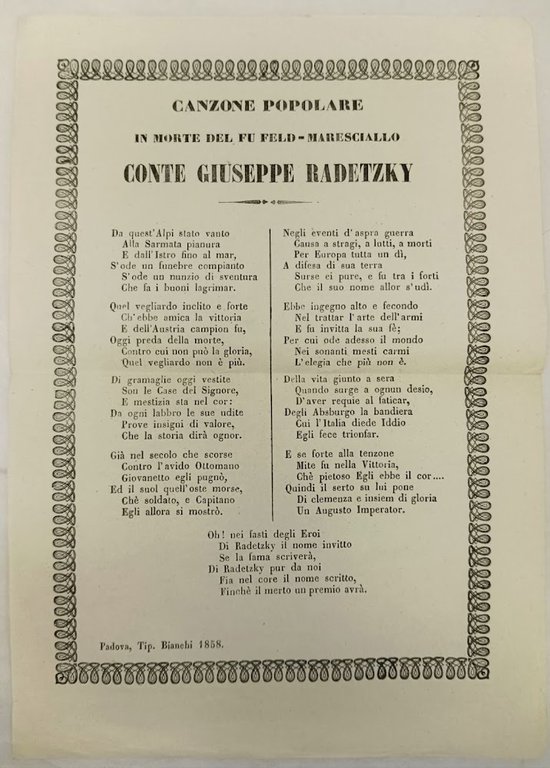 CANZONE POPOLARE
IN MORTE DEL FU FELD-MARESCIALLO
CONTE GIUSEPPE RADETZKY
Da quest'Alpi stato vanto
Alla Sarmata pianura
E dall'Istro fino al mar,
S'ode un funebre compianto
S'ode un nunzio di sventura
Che fa i buoni lagrimar.
Quel vegliardo inclito e forte
Ch'ebbe amica la vittoria
E dell'Austria campion fu,
Oggi preda della morte,
Contro cui non può la gloria,
Quel vegliardo non è più.
Di gramaglie oggi vestite
Son le Case del Signore,
E mestizia sta nel cor:
Da ogni labbro le sue udite
Prove insigni di valore,
Che la storia dirà ognor.
Già nel secolo che scorse
Contro l'avido Ottomano
Giovanetto egli pugnò,
Ed il suol quell'oste morse,
Chè soldato, e Capitano
Egli allora si mostrò.
Negli eventi d'aspra guerra
Causa a stragi, a lutti, a morti
Per Europa tutta un dì,
A difesa di sua terra
Surse ei pure, e fu tra i forti
Che il suo nome allor s'udì.
Ebbe ingegno alto e fecondo
Nel trattar l'arte dell'armi
E fu invitta la sua fè;
Per cui ode adesso il mondo
Nei sonanti mesti carmi
L'elegia che più non è.
Della vita giunto a sera
Quando surge a ognun desio,
D'aver requie al faticar,
Degli Absburgo la bandiera
Cui l'Italia diede Iddio
Egli fece trionfar.
E se forte alla tenzone
Mite fu nella Vittoria,
Chè pietoso Egli ebbe il cor....
Quindi il serto su lui pone
Di clemenza e insiem di gloria
Un Augusto Imperator.
Oh! nei fasti degli Eroi
Di Radetzky il nome invitto
Se la fama scriverà,
Di Radetzky pur da noi
Fia nel core il nome scritto,
Finchè il merto un premio avrà.
Padova, Tip. Bianchi 1858.